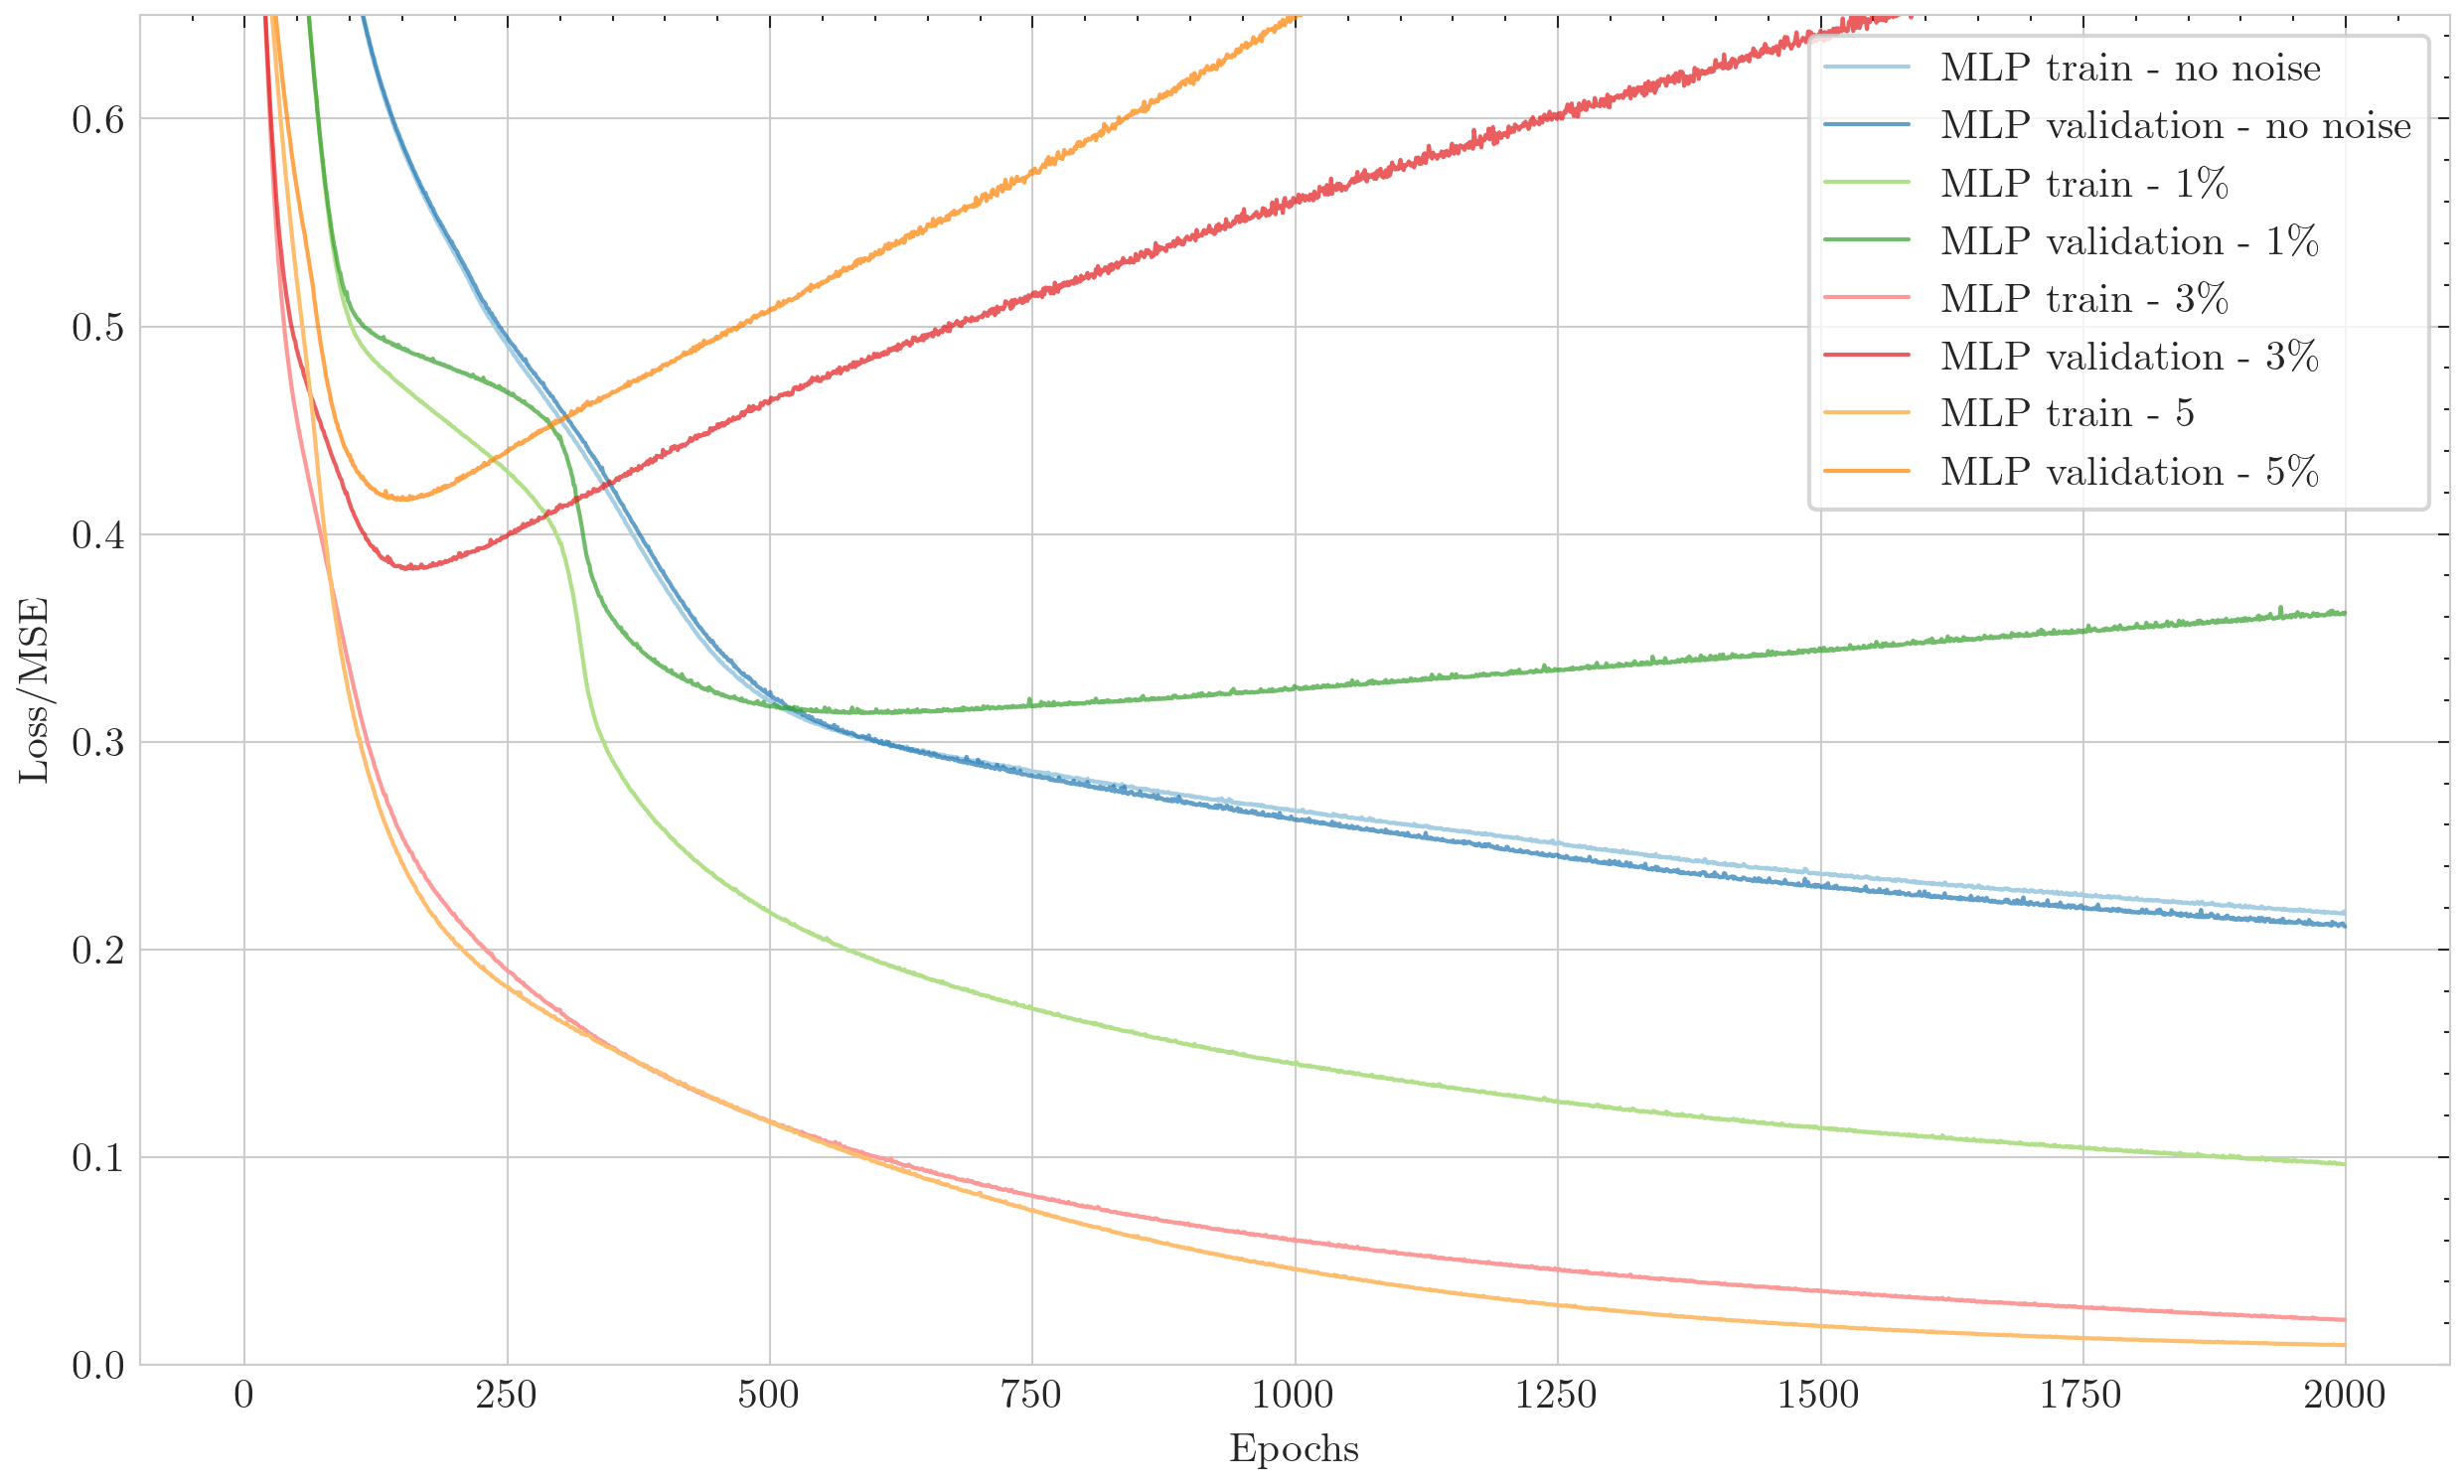 MLP train - no noise
MLP validation - no noise
MLP train - 1%
MLP validation - 1%
MLP train - 3%
MLP validation - 3%
MLP train - 5
MLP validation - 5%
0.6
0.5
0.4
0.3
0.2
0.1
0.0
Loss/MSE
0 250 500 750 1000 1250 1500 1750 2000
Epochs